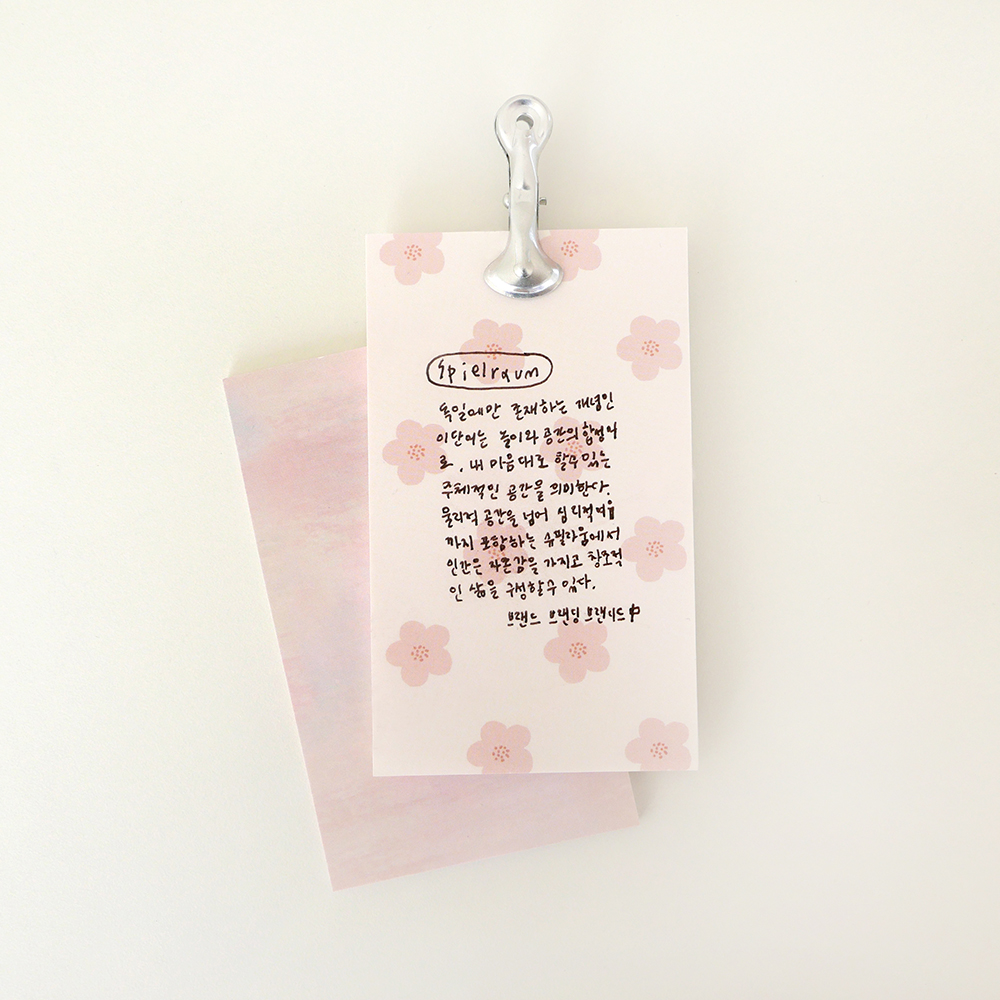 Spielraum
독일에만 존재하는 개념인
이단어는 놀이와 공간의 합성어
로, 내 마음대로 할수 있는
주체적인 공간을 의미한다.
물리적 공간을 넘어 심리적여유
까지 포함하는 슈필라움에서
인간은 자존감을 가지고 창조적
인 삶을 구성할수 있다.
브랜드 브랜딩 브랜디드 中